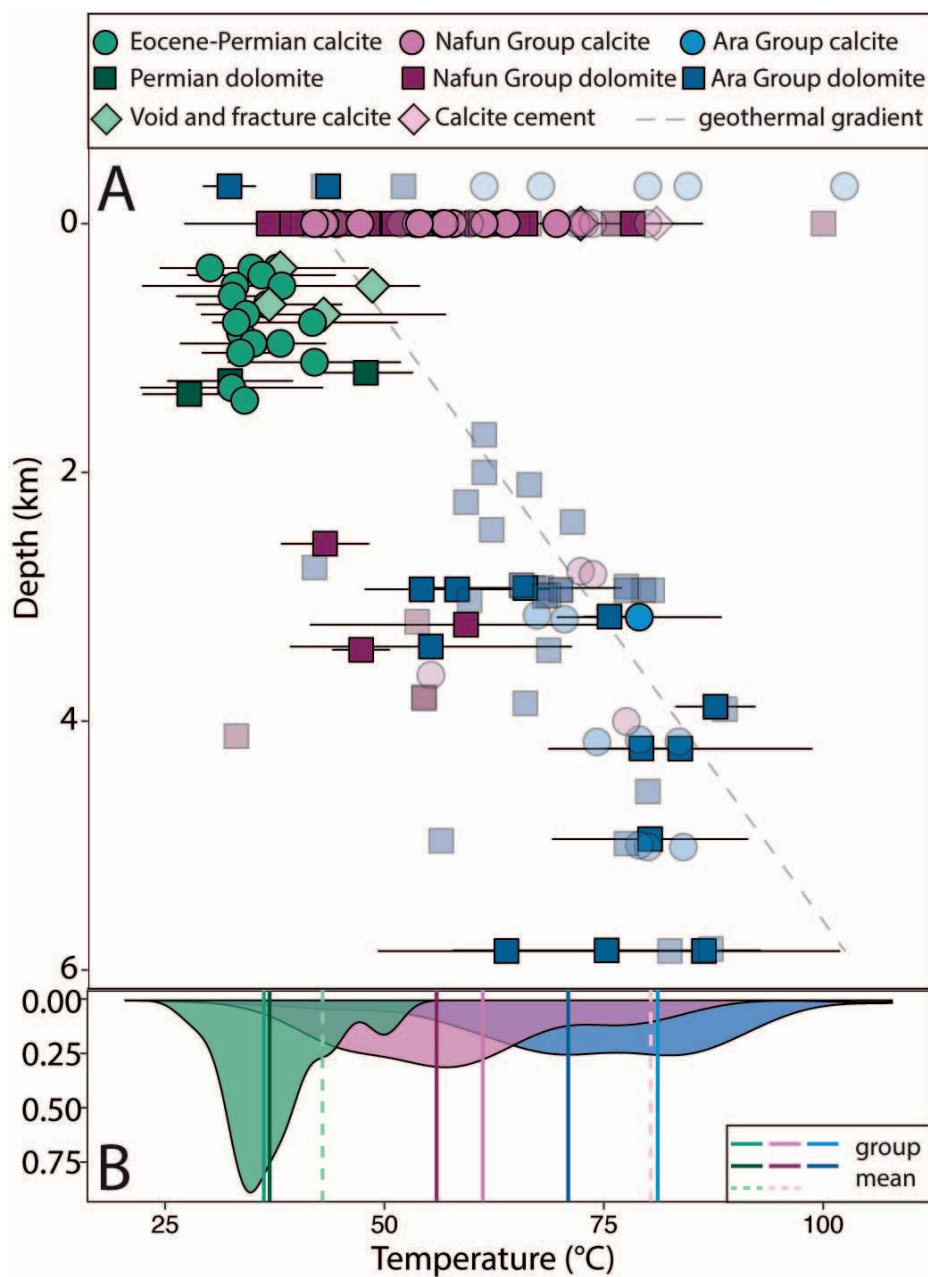 Eocene-Permian calcite Nafun Group calcite Ara Group calcite
Permian dolomite Nafun Group dolomite Ara Group dolomite
Void and fracture calcite Calcite cement geothermal gradient
A
0
2
4
6
Depth (km)
0.00
0.25
0.50
0.75
B
group
mean
25 50 75 100
Temperature (°C)